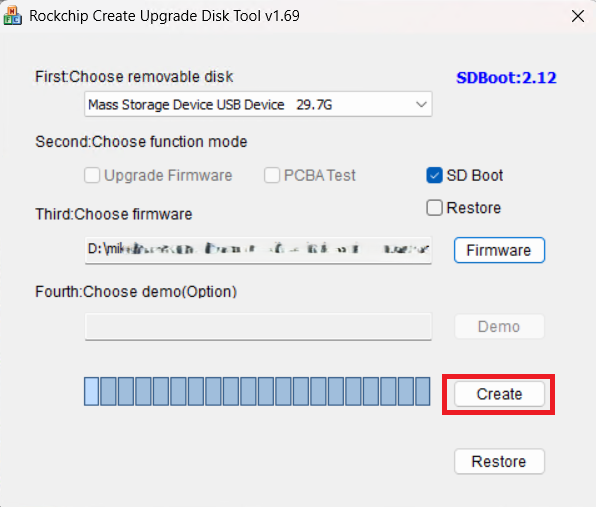 Rockchip Create Upgrade Disk Tool v1.69
First:Choose removable disk
SDBoot:2.12
Mass Storage Device USB Device 29.7G
Second:Choose function mode
Upgrade Firmware PCBA Test SD Boot
Restore
Third:Choose firmware
D:\mike
Firmware
Fourth:Choose demo(Option)
Demo
Create
Restore